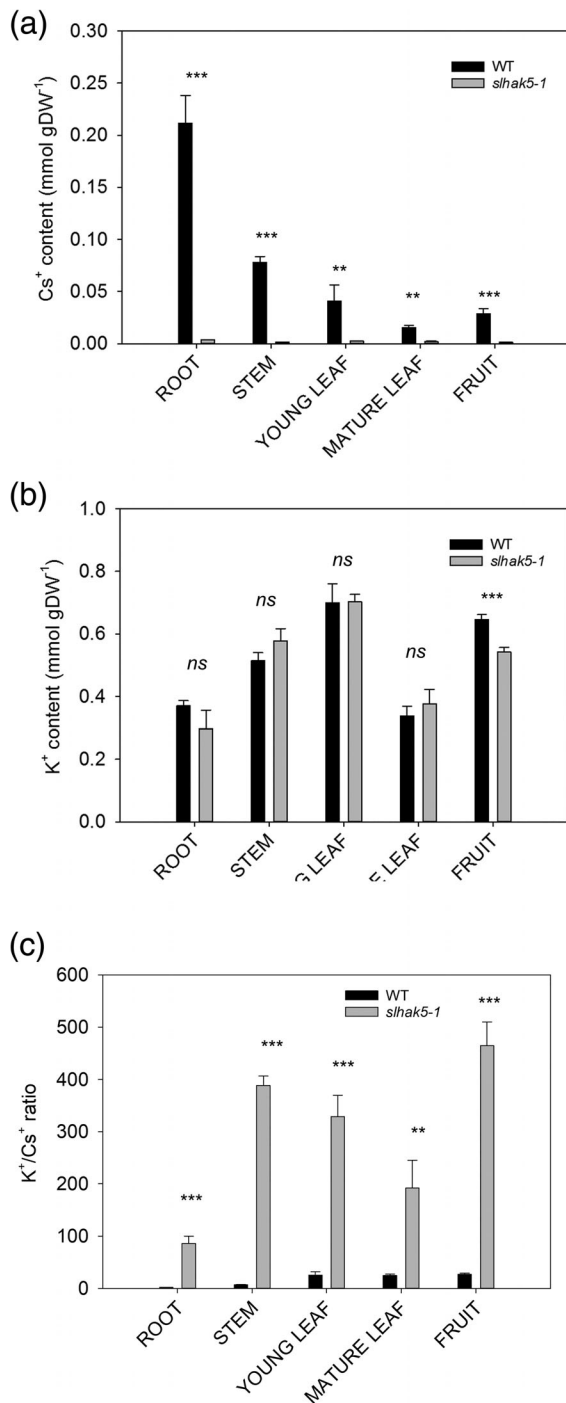 (a)
0.30
0.25
0.20
0.15
0.10
0.05
0.00
Cs⁺ content (mmol gDW⁻¹)
WT
slhak5-1
***
***
**
**
***
ROOT
STEM
YOUNG LEAF
MATURE LEAF
FRUIT
(b)
1.0
0.8
0.6
0.4
0.2
0.0
K⁺ content (mmol gDW⁻¹)
WT
slhak5-1
ns
ns
ns
ns
***
ROOT
STEM
G LEAF
E LEAF
FRUIT
(c)
600
500
400
300
200
100
0
K⁺/Cs⁺ ratio
WT
slhak5-1
***
***
***
**
***
ROOT
STEM
YOUNG LEAF
MATURE LEAF
FRUIT